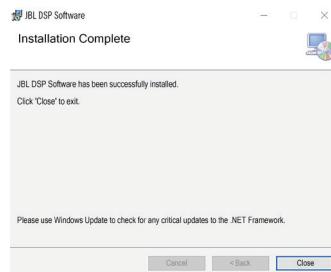 JBL DSP Software
Installation Complete
JBL DSP Software has been successfully installed.
Click "Close" to exit.
Please use Windows Update to check for any critical updates to the .NET Framework.
Cancel
< Back
Close